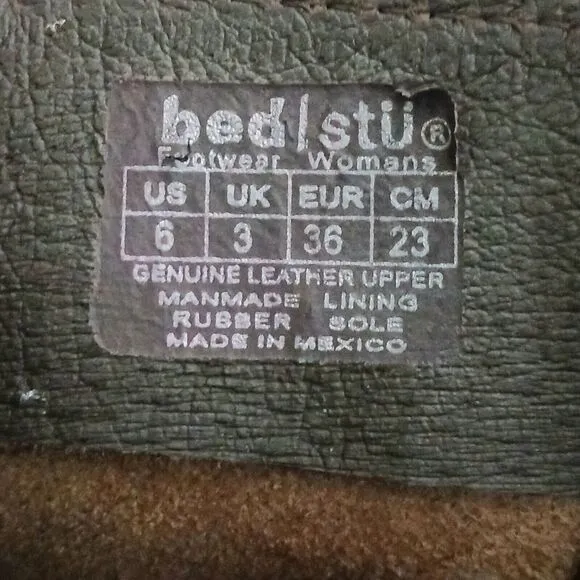 bed|stü®
Footwear Womans
US UK EUR CM
6 3 36 23
GENUINE LEATHER UPPER
MANMADE LINING
RUBBER SOLE
MADE IN MEXICO